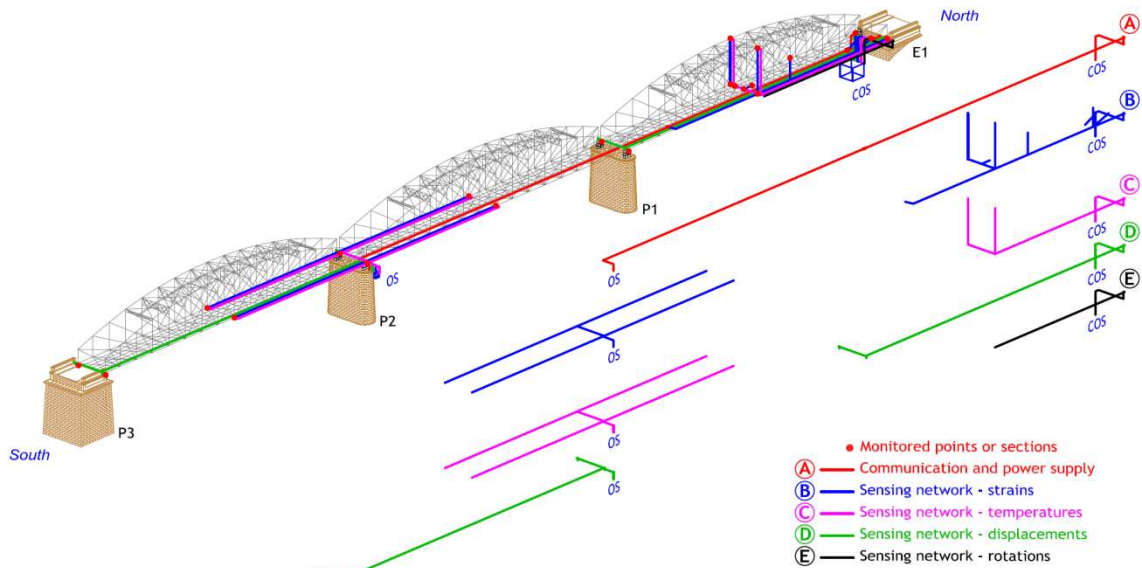 North
A
E1
COS
COS
B
P1
COS
C
COS
OS
P2
OS
D
COS
E
COS
OS
P3
South
OS
OS
Monitored points or sections
A Communication and power supply
B Sensing network - strains
C Sensing network - temperatures
D Sensing network - displacements
E Sensing network - rotations